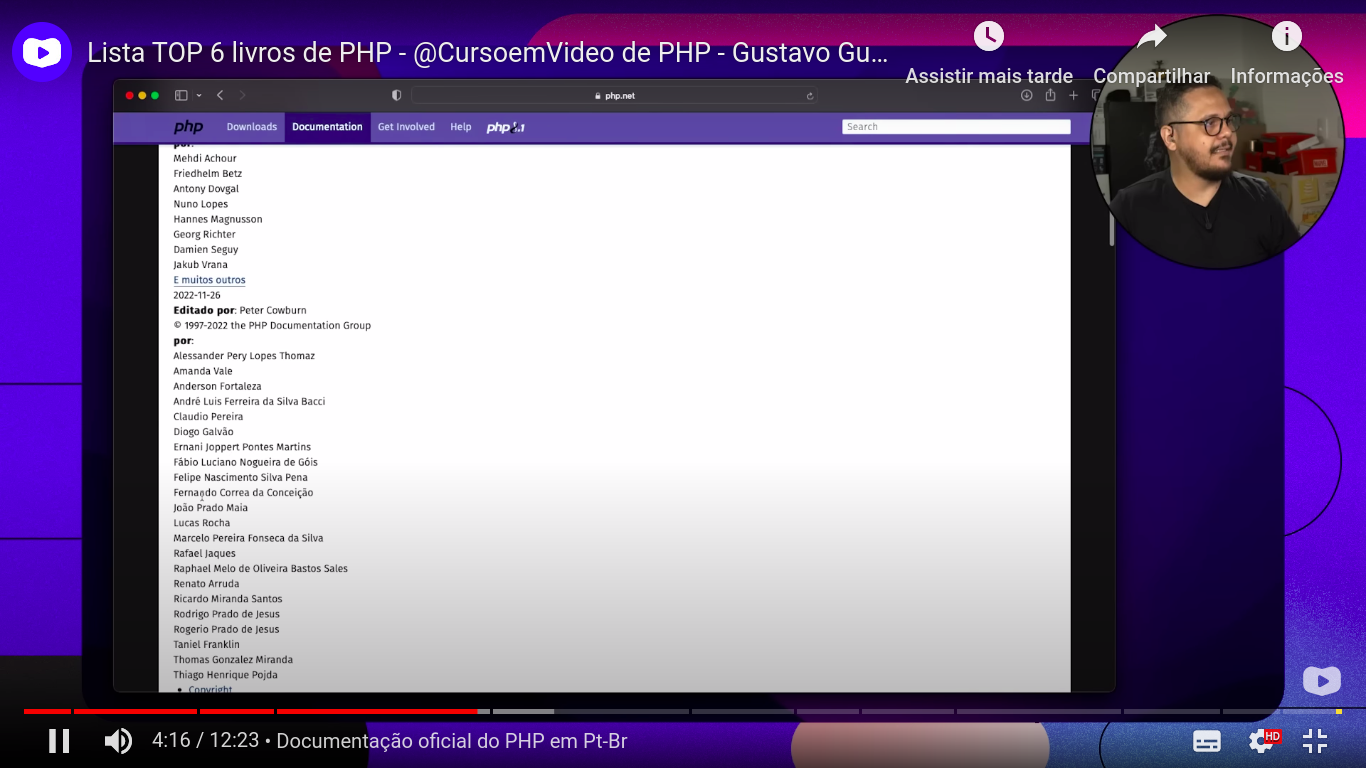 Lista TOP 6 livros de PHP - @CursoemVideo de PHP - Gustavo Gu...
Assistir mais tarde
Compartilhar
Informações
php.net
php
Downloads
Documentation
Get Involved
Help
php 8.1
Search
por:
Mehdi Achour
Friedhelm Betz
Antony Dovgal
Nuno Lopes
Hannes Magnusson
Georg Richter
Damien Seguy
Jakub Vrana
E muitos outros
2022-11-26
Editado por: Peter Cowburn
© 1997-2022 the PHP Documentation Group
por:
Alessander Pery Lopes Thomaz
Amanda Vale
Anderson Fortaleza
André Luis Ferreira da Silva Bacci
Claudio Pereira
Diogo Galvão
Ernani Joppert Pontes Martins
Fábio Luciano Nogueira de Góis
Felipe Nascimento Silva Pena
Fernando Correa da Conceição
João Prado Maia
Lucas Rocha
Marcelo Pereira Fonseca da Silva
Rafael Jaques
Raphael Melo de Oliveira Bastos Sales
Renato Arruda
Ricardo Miranda Santos
Rodrigo Prado de Jesus
Rogerio Prado de Jesus
Taniel Franklin
Thomas Gonzalez Miranda
Thiago Henrique Pojda
• Copyright
4:16 / 12:23 • Documentação oficial do PHP em Pt-Br
HD